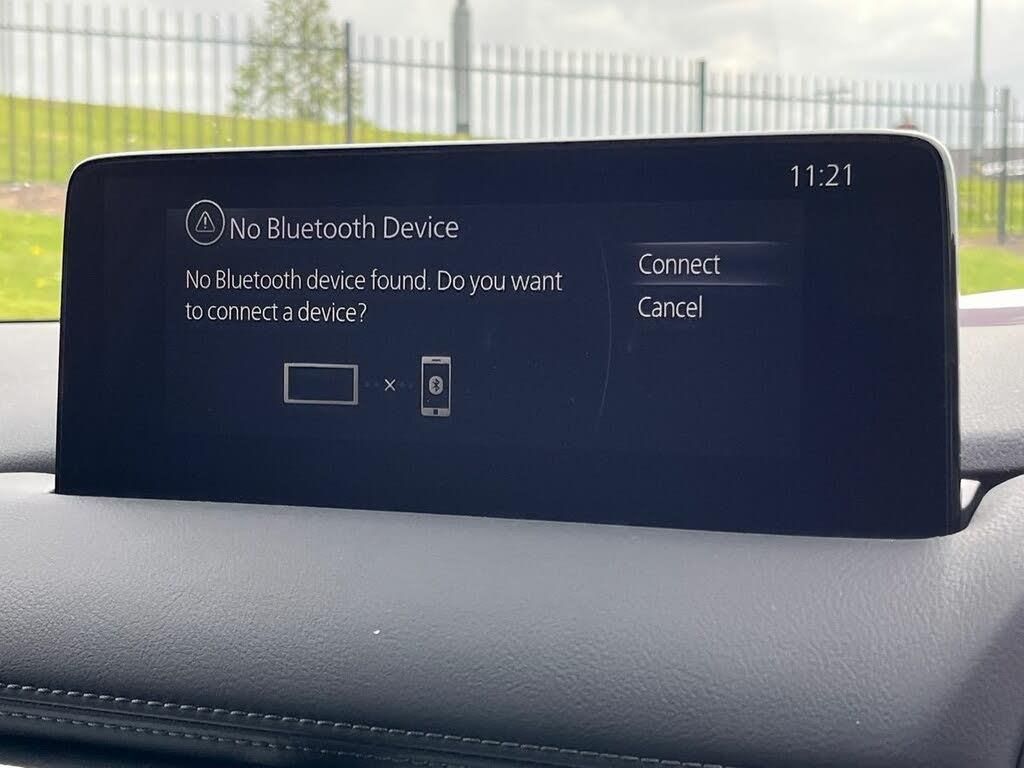 11:21
No Bluetooth Device
No Bluetooth device found. Do you want
to connect a device?
Connect
Cancel